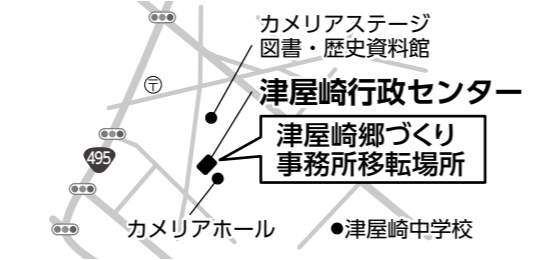 カメリアステージ
図書・歴史資料館
〒
津屋崎行政センター
津屋崎郷づくり
事務所移転場所
495
カメリアホール
●津屋崎中学校